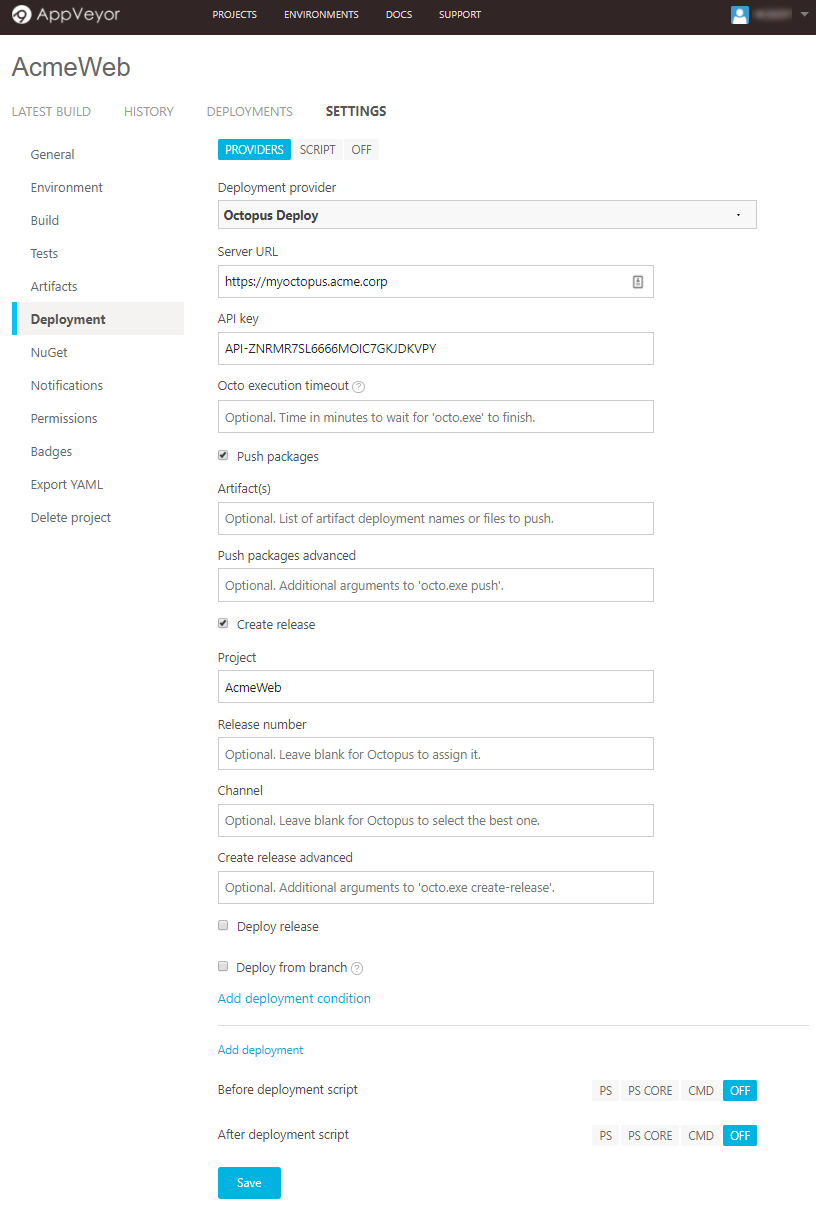 AppVeyor PROJECTS ENVIRONMENTS DOCS SUPPORT
AcmeWeb
LATEST BUILD HISTORY DEPLOYMENTS SETTINGS
General
Environment
Build
Tests
Artifacts
Deployment
NuGet
Notifications
Permissions
Badges
Export YAML
Delete project
PROVIDERS SCRIPT OFF
Deployment provider
Octopus Deploy
Server URL
https://myoctopus.acme.corp
API key
API-ZNRMR7SL6666MOIC7GKJDKVPY
Octo execution timeout ?
Optional. Time in minutes to wait for 'octo.exe' to finish.
Push packages
Artifact(s)
Optional. List of artifact deployment names or files to push.
Push packages advanced
Optional. Additional arguments to 'octo.exe push'.
Create release
Project
AcmeWeb
Release number
Optional. Leave blank for Octopus to assign it.
Channel
Optional. Leave blank for Octopus to select the best one.
Create release advanced
Optional. Additional arguments to 'octo.exe create-release'.
Deploy release
Deploy from branch ?
Add deployment condition
Add deployment
Before deployment script PS PS CORE CMD OFF
After deployment script PS PS CORE CMD OFF
Save